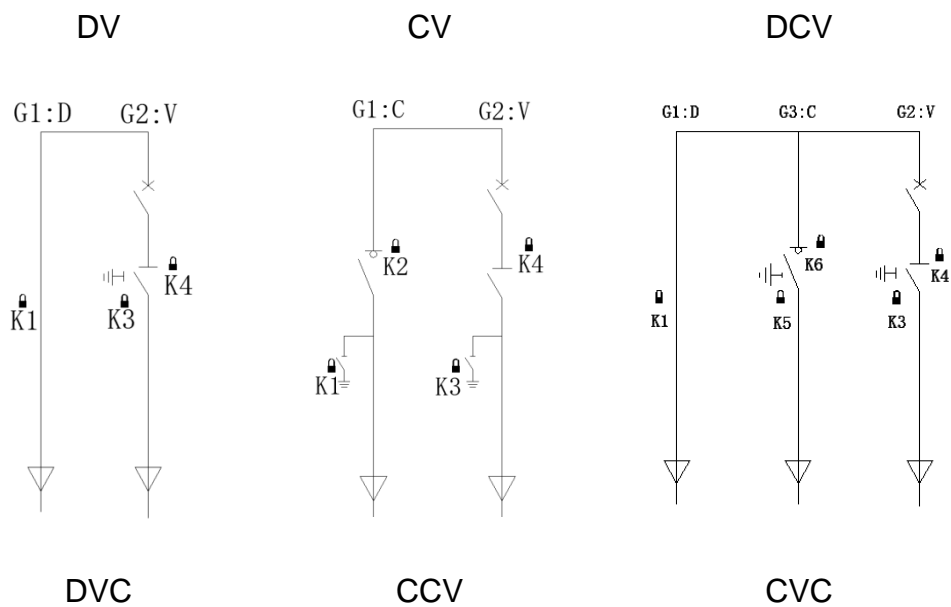 DV
CV
DCV
G1:D
G2:V
K4
K1
K3
G1:C
G2:V
K2
K4
K1
K3
G1:D
G3:C
G2:V
K6
K4
K1
K5
K3
DVC
CCV
CVC